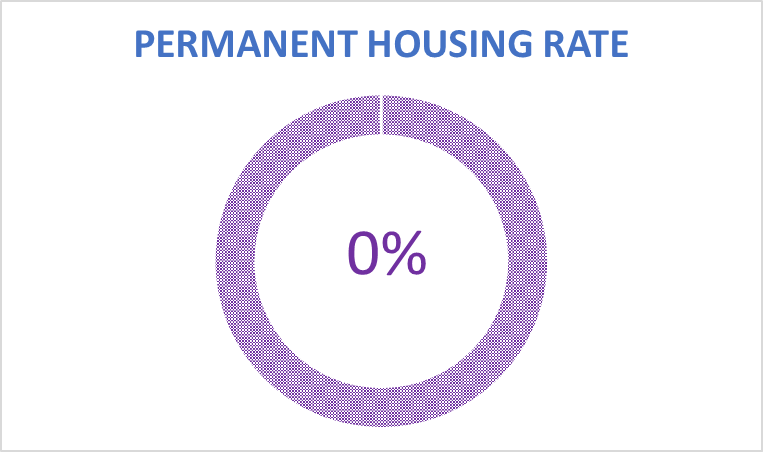 PERMANENT HOUSING RATE
0%